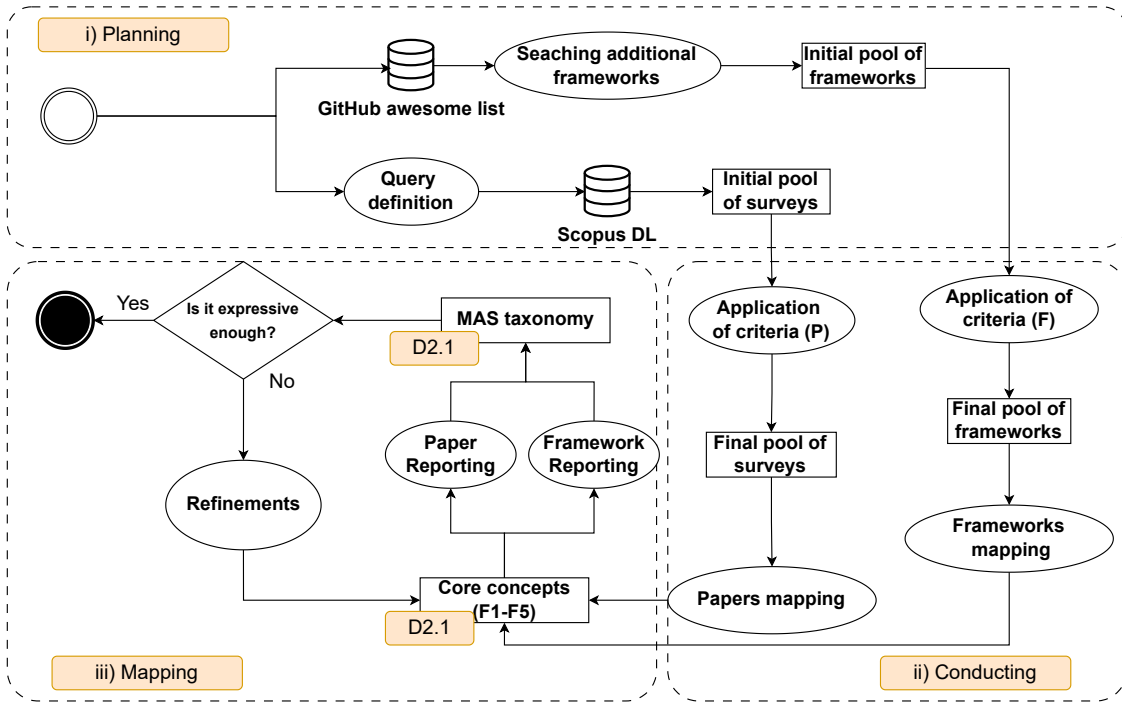 i) Planning
Seaching additional
frameworks
Initial pool of
frameworks
GitHub awesome list
Query
definition
Initial pool
of surveys
Scopus DL
Yes
Is it expressive
enough?
MAS taxonomy
D2.1
No
Application
of criteria (P)
Application of
criteria (F)
Paper
Reporting
Framework
Reporting
Final pool of
surveys
Final pool of
frameworks
Refinements
Frameworks
mapping
Core concepts
(F1-F5)
D2.1
Papers mapping
iii) Mapping
ii) Conducting